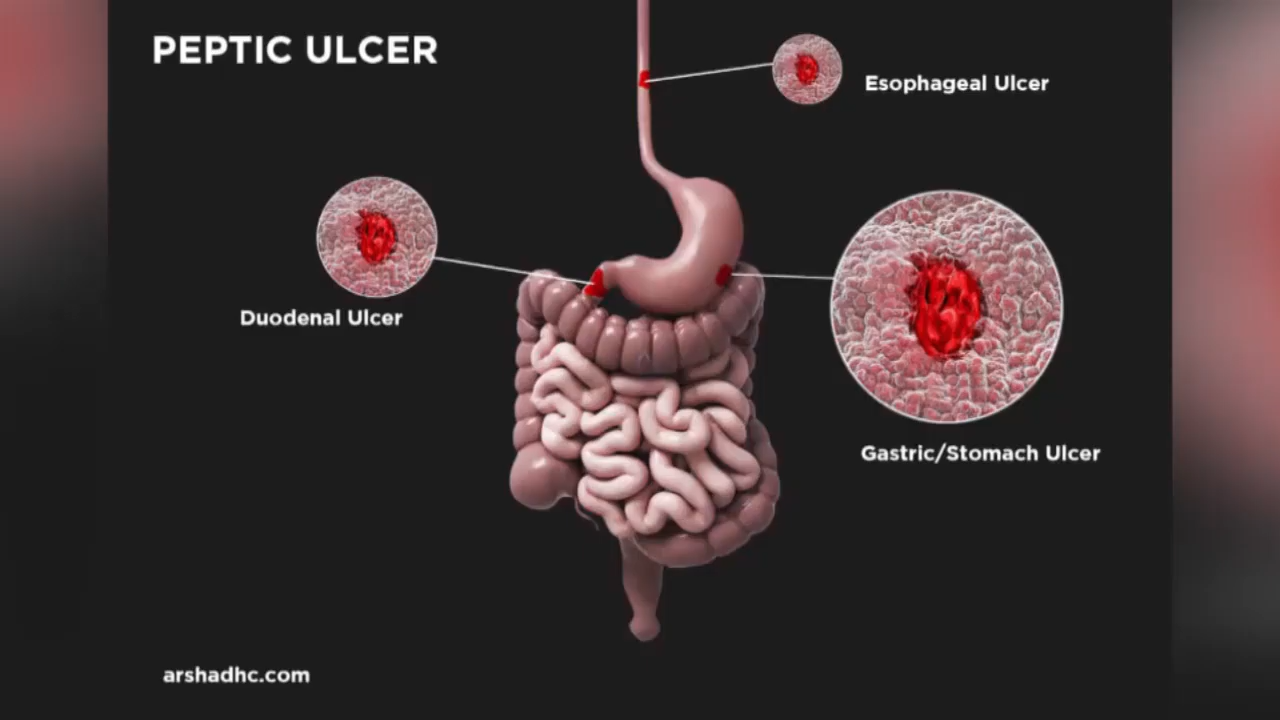 PEPTIC ULCER
Esophageal Ulcer
Duodenal Ulcer
Gastric/Stomach Ulcer
arshadhc.com